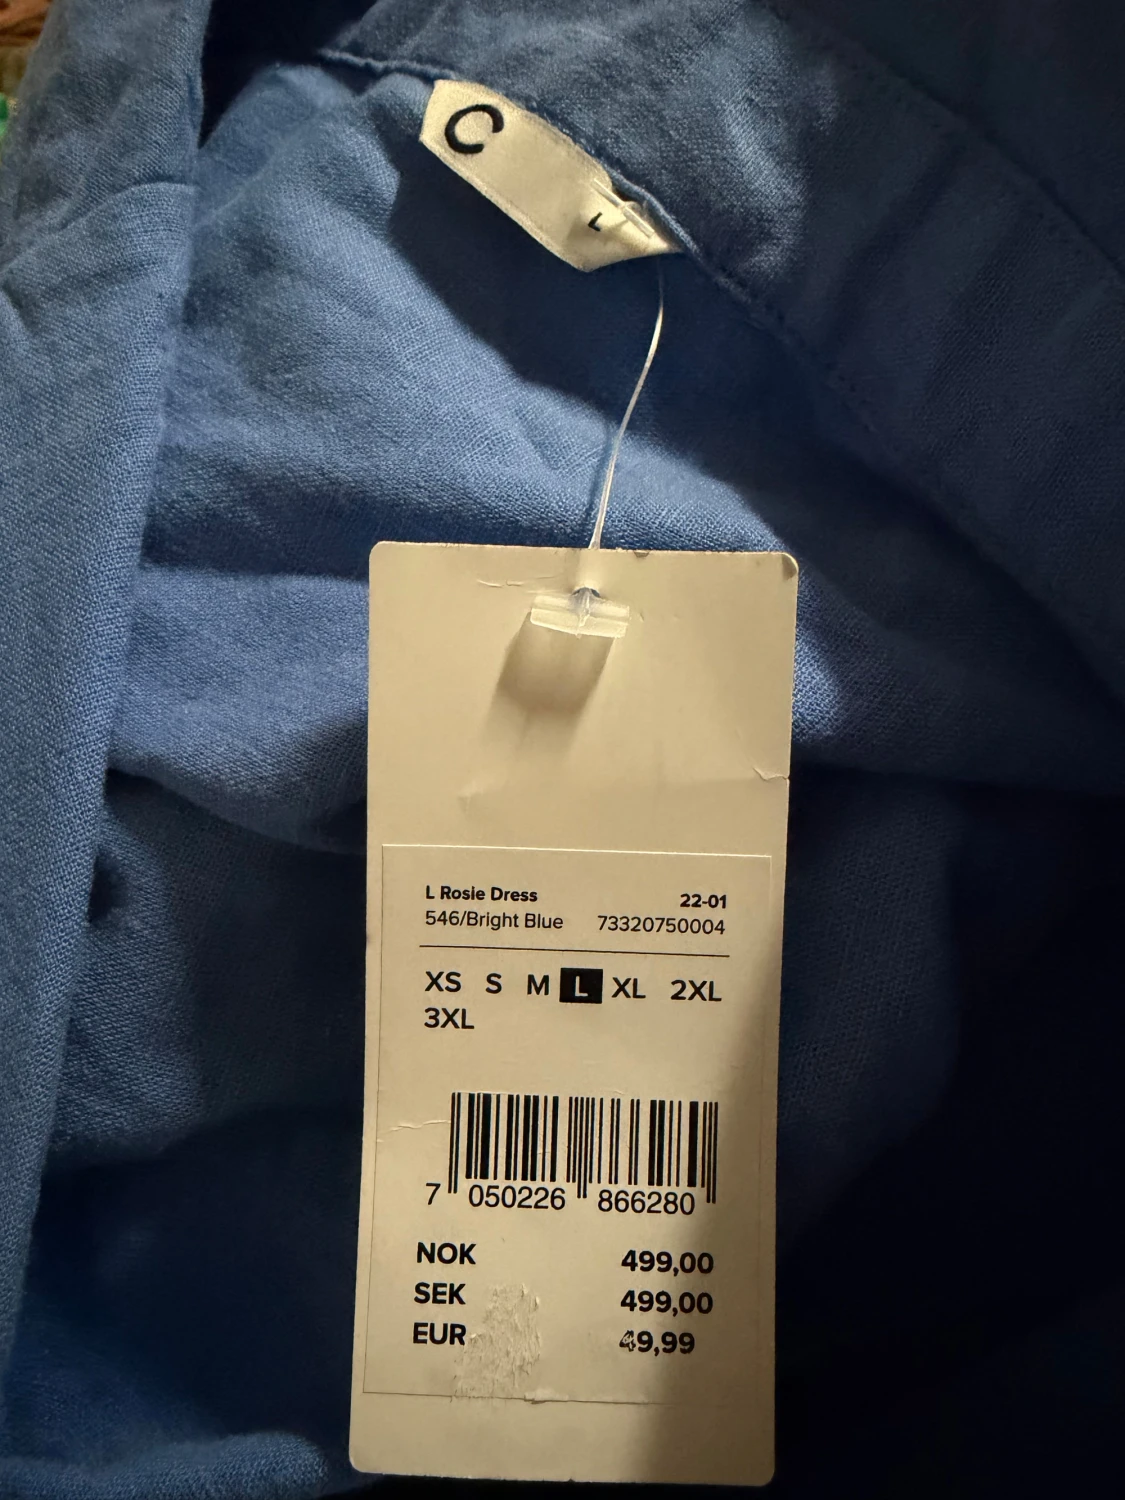 C
L
L Rosie Dress 22-01
546/Bright Blue 73320750004
XS S M L XL 2XL
3XL
7 050226 866280
NOK 499,00
SEK 499,00
EUR 49,99